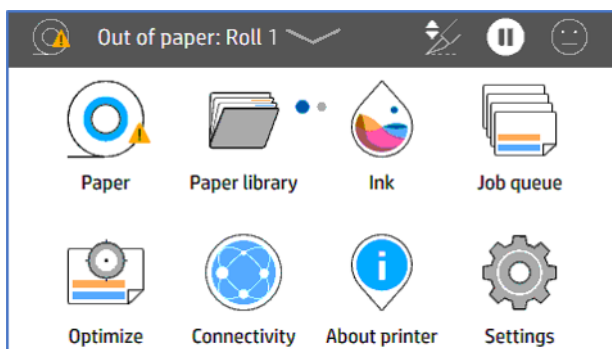 Out of paper: Roll 1
Paper Paper library Ink Job queue
Optimize Connectivity About printer Settings